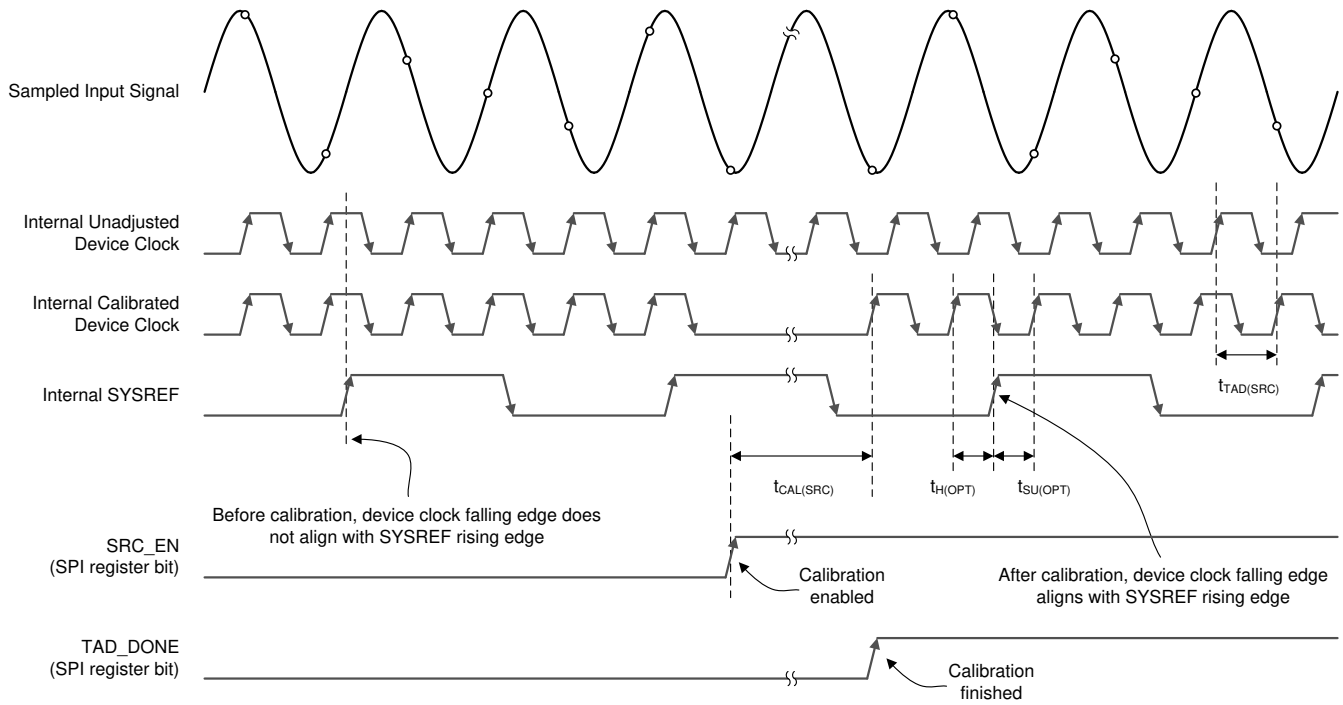 Sampled Input Signal
Internal Unadjusted
Device Clock
Internal Calibrated
Device Clock
Internal SYSREF
tTAD(SRC)
tCAL(SRC)
tH(OPT)
tSU(OPT)
Before calibration, device clock falling edge does
not align with SYSREF rising edge
SRC_EN
(SPI register bit)
Calibration
enabled
After calibration, device clock falling edge
aligns with SYSREF rising edge
TAD_DONE
(SPI register bit)
Calibration
finished